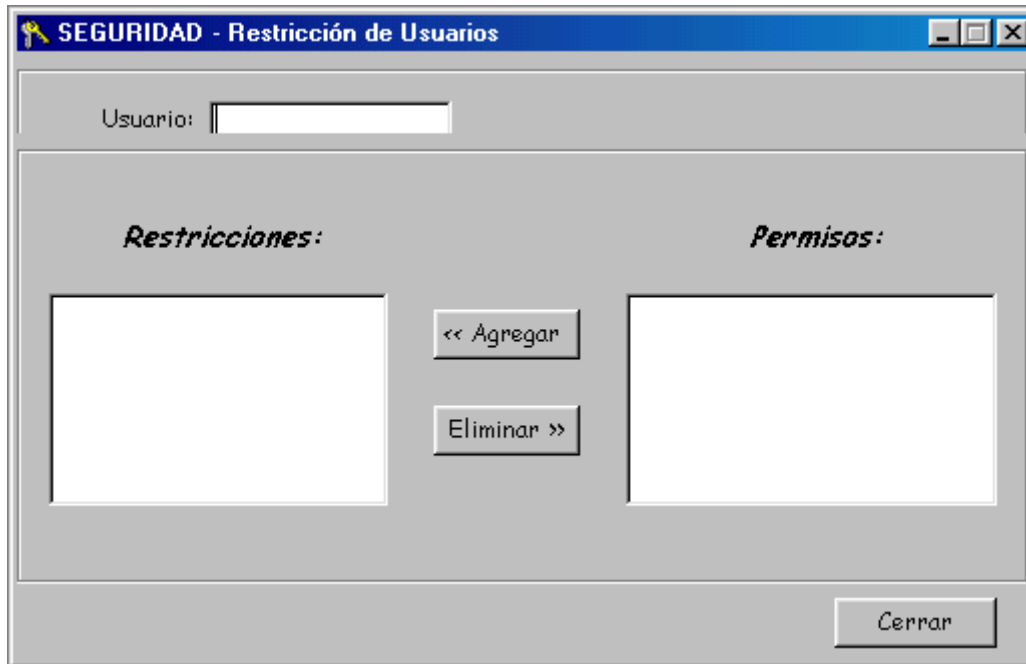 SEGURIDAD - Restricción de Usuarios
Usuario:
Restricciones:
Permisos:
<< Agregar
Eliminar >>
Cerrar